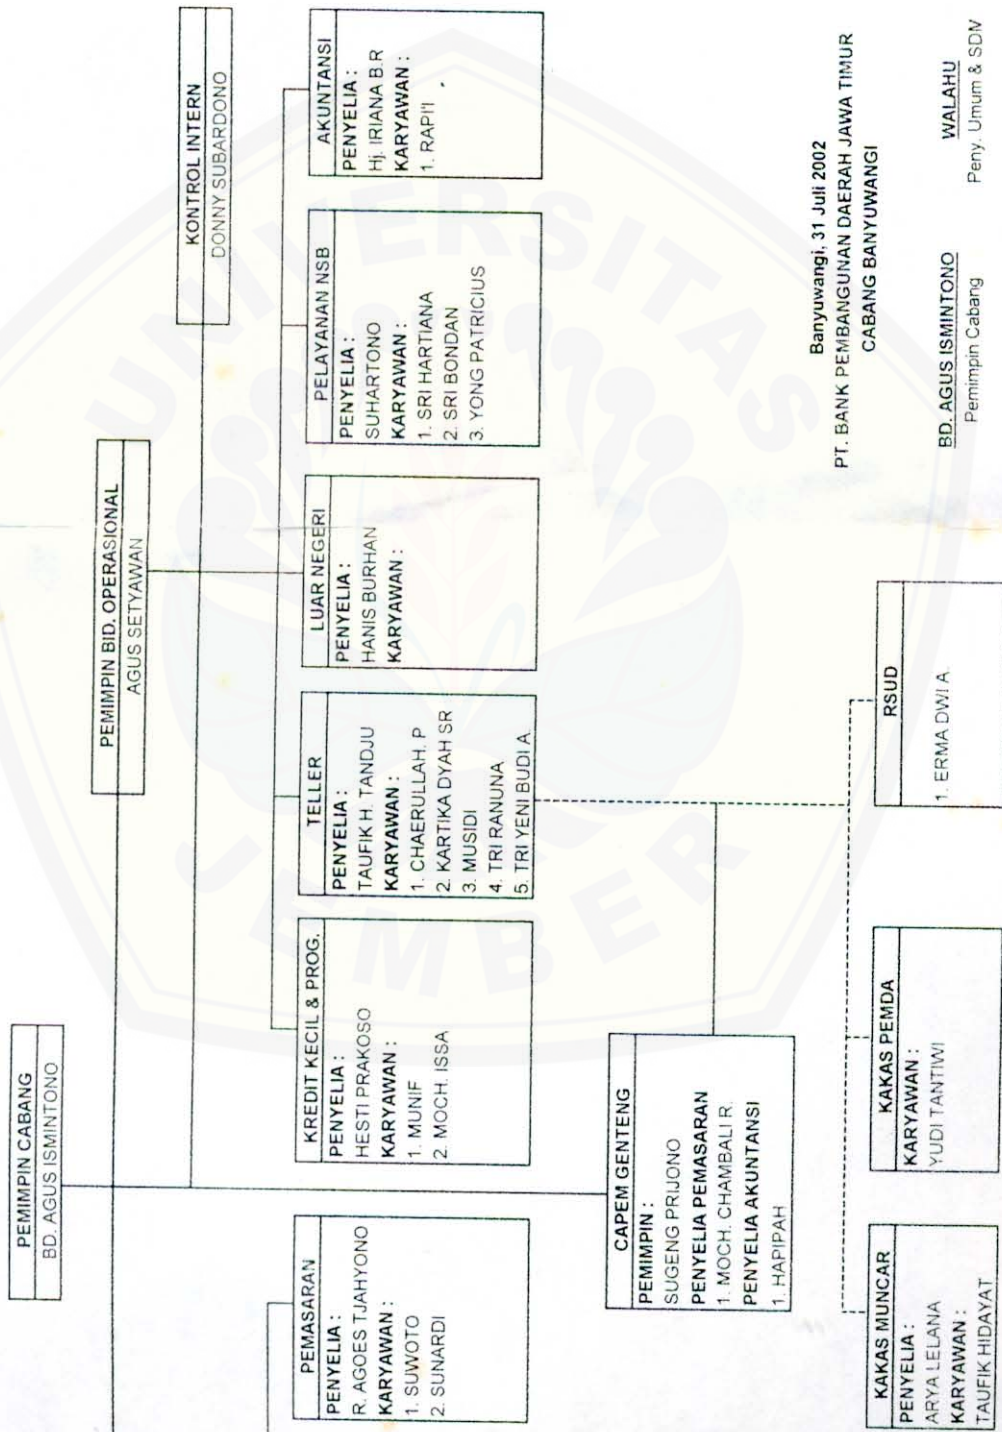 PEMIMPIN CABANG
BD. AGUS ISMINTONO
PEMIMPIN BID. OPERASIONAL
AGUS SETYAWAN
KONTROL INTERN
DONNY SUBARDONO
PEMASARAN
PENYELIA :
R. AGOES TJAHYONO
KARYAWAN :
1. SUWOTO
2. SUNARDI
KREDIT KECIL & PROG.
PENYELIA :
HESTI PRAKOSO
KARYAWAN :
1. MUNIF
2. MOCH. ISSA
TELLER
PENYELIA :
TAUFIK H. TANDJU
KARYAWAN :
1. CHAERULLAH. P
2. KARTIKA DYAH SR
3. MUSIDI
4. TRI RANUNA
5. TRI YENI BUDI A.
LUAR NEGERI
PENYELIA :
HANIS BURHAN
KARYAWAN :
PELAYANAN NSB
PENYELIA :
SUHARTONO
KARYAWAN :
1. SRI HARTIANA
2. SRI BONDAN
3. YONG PATRICIUS
AKUNTANSI
PENYELIA :
Hj. IRIANA B.R
KARYAWAN :
1. RAPI'I
CAPEM GENTENG
PEMIMPIN :
SUGENG PRIJONO
PENYELIA PEMASARAN
1. MOCH. CHAMBALI R.
PENYELIA AKUNTANSI
1. HAPIPAH
KAKAS MUNCAR
PENYELIA :
ARYA LELANA
KARYAWAN :
TAUFIK HIDAYAT
KAKAS PEMDA
KARYAWAN :
YUDI TANTIWI
RSUD
1. ERMA DWI A.
Banyuwangi, 31 Juli 2002
PT. BANK PEMBANGUNAN DAERAH JAWA TIMUR
CABANG BANYUWANGI
BD. AGUS ISMINTONO
Pemimpin Cabang
WALAHU
Peny. Umum & SDM
UNIVERSITAS
JEMBER